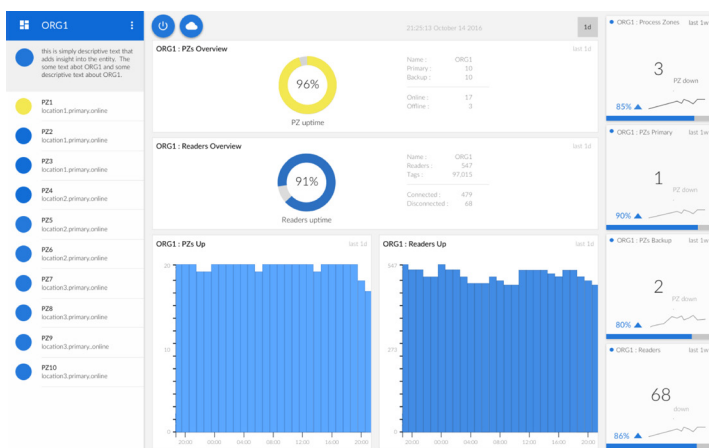 ORG1
this is simply descriptive text that
adds insight into the entity. The
some text abot ORG1 and some
descriptive text about ORG1.
PZ1
location1.primary.online
PZ2
location1.primary.online
PZ3
location1.primary.online
PZ4
location2.primary.online
PZ5
location2.primary.online
PZ6
location2.primary.online
PZ7
location3.primary.online
PZ8
location3.primary.online
PZ9
location3.primary..online
PZ10
location3.primary.online
21:25:13 October 14 2016
1d
ORG1 : PZs Overview
last 1d
96%
PZ uptime
Name : ORG1
Primary : 10
Backup : 10
Online : 17
Offline : 3
ORG1 : Readers Overview
last 1d
91%
Readers uptime
Name : ORG1
Readers : 547
Tags : 97,015
Connected : 479
Disconnected : 68
ORG1 : PZs Up
last 1d
20
10
0
20:00 00:00 04:00 08:00 12:00 16:00 20:00
ORG1 : Readers Up
last 1d
547
273
0
20:00 00:00 04:00 08:00 12:00 16:00 20:00
ORG1 : Process Zones last 1w
3
PZ down
85%
ORG1 : PZs Primary last 1w
1
PZ down
90%
ORG1 : PZs Backup last 1w
2
PZ down
80%
ORG1 : Readers last 1w
68
down
86%